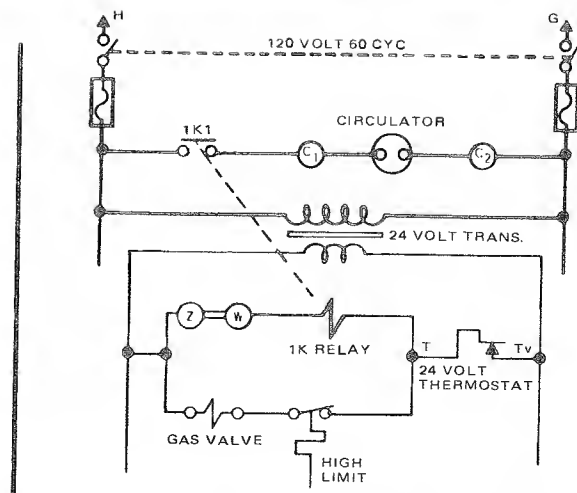 H
G
120 VOLT 60 CYC
1K1
CIRCULATOR
C1
C2
24 VOLT TRANS.
Z
W
1K RELAY
T
Tv
24 VOLT
THERMOSTAT
GAS VALVE
HIGH
LIMIT